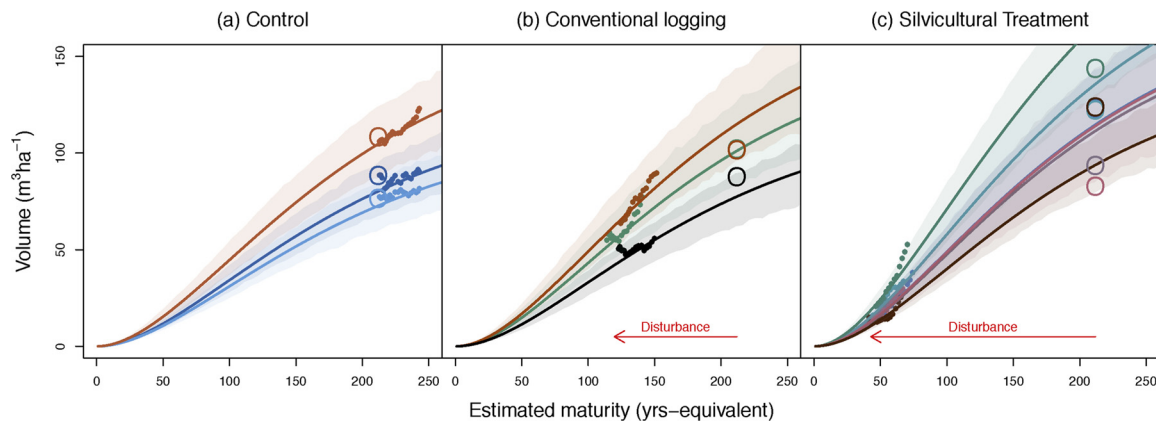 (a) Control
(b) Conventional logging
(c) Silvicultural Treatment
Volume (m³ha⁻¹)
150
100
50
0
Disturbance
Disturbance
0 50 100 150 200 250
0 50 100 150 200 250
0 50 100 150 200 250
Estimated maturity (yrs−equivalent)